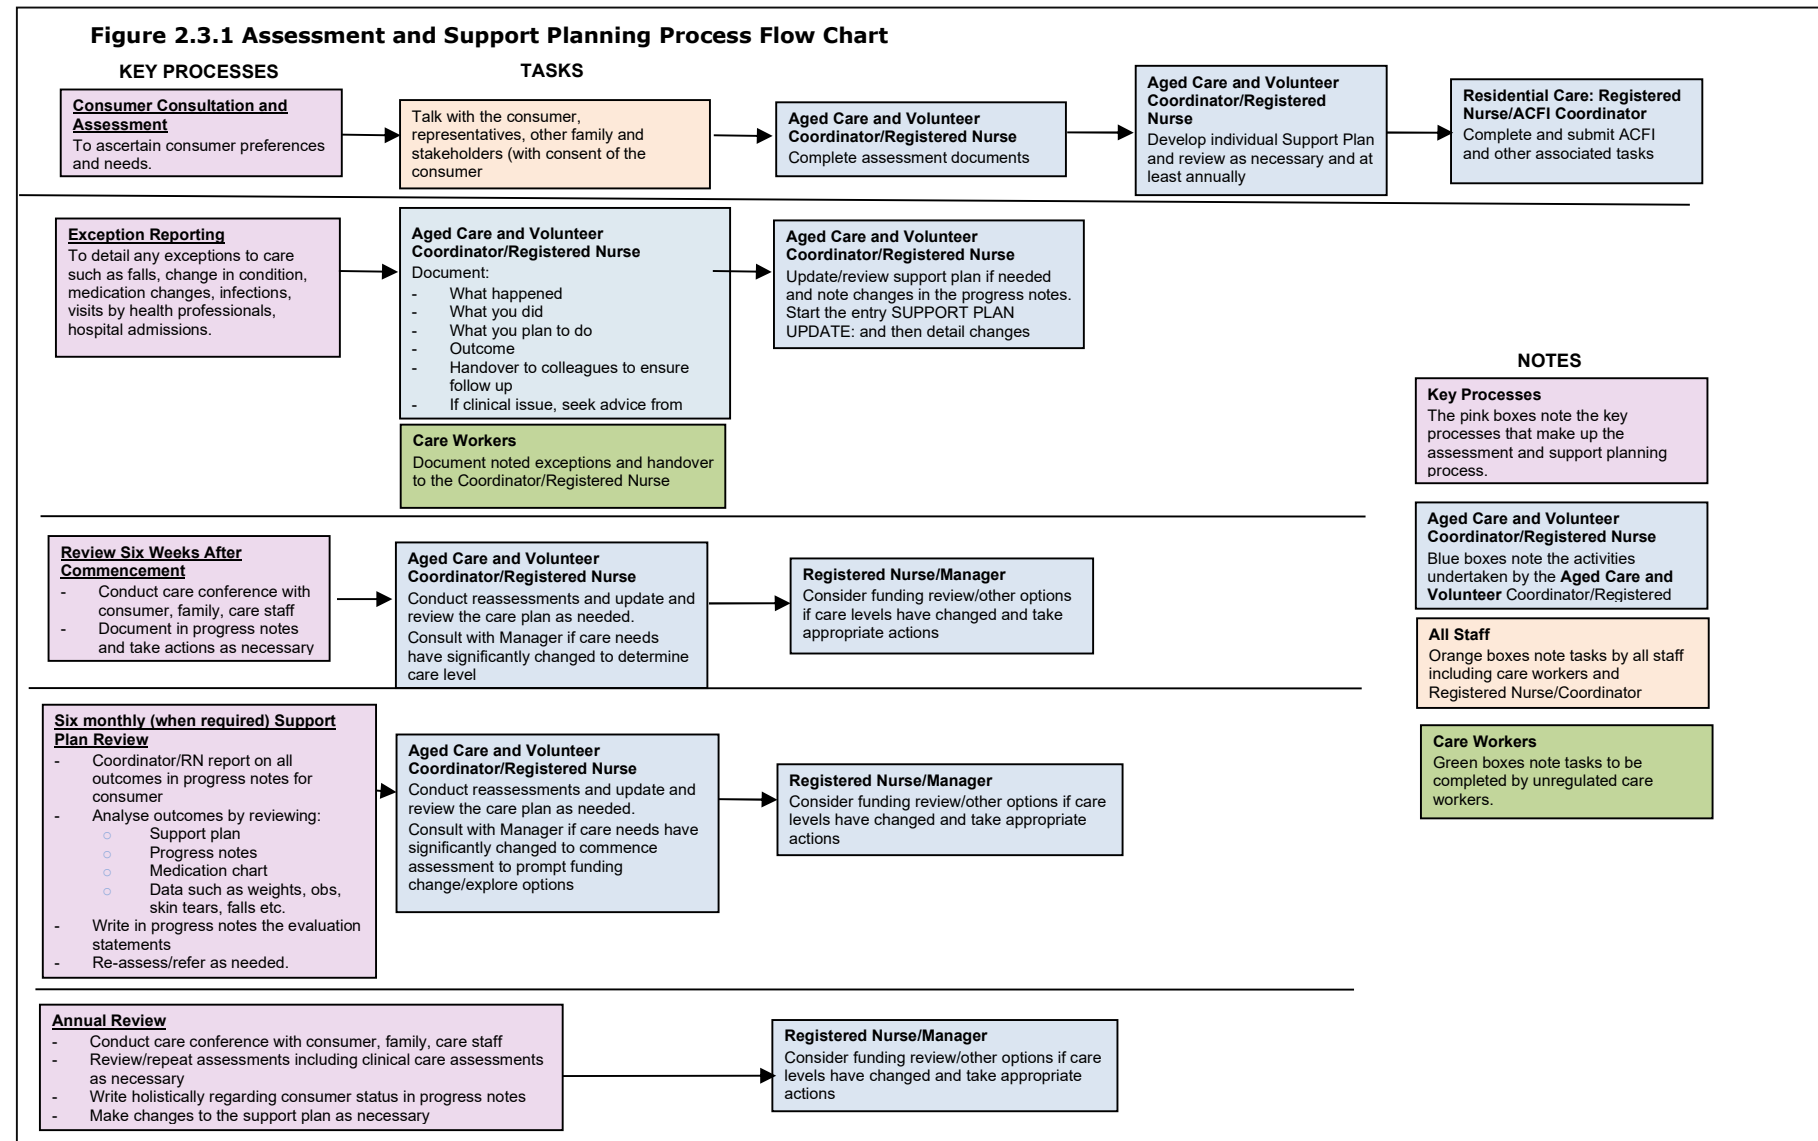 Figure 2.3.1 Assessment and Support Planning Process Flow Chart
KEY PROCESSES
TASKS
Consumer Consultation and
Assessment
To ascertain consumer preferences
and needs.
Talk with the consumer,
representatives, other family and
stakeholders (with consent of the
consumer
Aged Care and Volunteer
Coordinator/Registered Nurse
Complete assessment documents
Aged Care and Volunteer
Coordinator/Registered
Nurse
Develop individual Support Plan
and review as necessary and at
least annually
Residential Care: Registered
Nurse/ACFI Coordinator
Complete and submit ACFI
and other associated tasks
Exception Reporting
To detail any exceptions to care
such as falls, change in condition,
medication changes, infections,
visits by health professionals,
hospital admissions.
Aged Care and Volunteer
Coordinator/Registered Nurse
Document:
- What happened
- What you did
- What you plan to do
- Outcome
- Handover to colleagues to ensure
follow up
- If clinical issue, seek advice from
Aged Care and Volunteer
Coordinator/Registered Nurse
Update/review support plan if needed
and note changes in the progress notes.
Start the entry SUPPORT PLAN
UPDATE: and then detail changes
Care Workers
Document noted exceptions and handover
to the Coordinator/Registered Nurse
Review Six Weeks After
Commencement
- Conduct care conference with
consumer, family, care staff
- Document in progress notes
and take actions as necessary
Aged Care and Volunteer
Coordinator/Registered Nurse
Conduct reassessments and update and
review the care plan as needed.
Consult with Manager if care needs
have significantly changed to determine
care level
Registered Nurse/Manager
Consider funding review/other options
if care levels have changed and take
appropriate actions
Six monthly (when required) Support
Plan Review
- Coordinator/RN report on all
outcomes in progress notes for
consumer
- Analyse outcomes by reviewing:
o Support plan
o Progress notes
o Medication chart
o Data such as weights, obs,
skin tears, falls etc.
- Write in progress notes the evaluation
statements
- Re-assess/refer as needed.
Aged Care and Volunteer
Coordinator/Registered Nurse
Conduct reassessments and update and
review the care plan as needed.
Consult with Manager if care needs have
significantly changed to commence
assessment to prompt funding
change/explore options
Registered Nurse/Manager
Consider funding review/other options if care
levels have changed and take appropriate
actions
Annual Review
- Conduct care conference with consumer, family, care staff
- Review/repeat assessments including clinical care assessments
as necessary
- Write holistically regarding consumer status in progress notes
- Make changes to the support plan as necessary
Registered Nurse/Manager
Consider funding review/other options if care
levels have changed and take appropriate
actions
NOTES
Key Processes
The pink boxes note the key
processes that make up the
assessment and support planning
process.
Aged Care and Volunteer
Coordinator/Registered Nurse
Blue boxes note the activities
undertaken by the Aged Care and
Volunteer Coordinator/Registered
All Staff
Orange boxes note tasks by all staff
including care workers and
Registered Nurse/Coordinator
Care Workers
Green boxes note tasks to be
completed by unregulated care
workers.